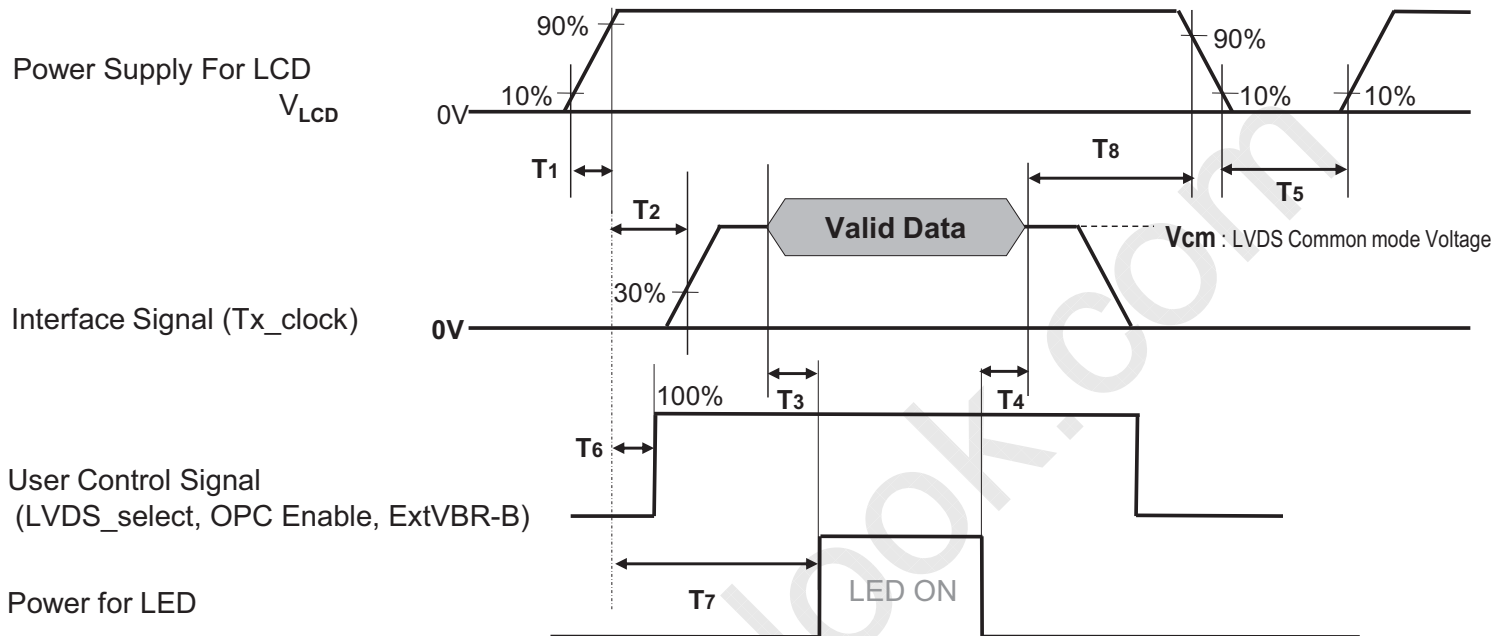 Power Supply For LCD
VLCD
90%
10%
0V
90%
10%
10%
T1
T8
T5
T2
Valid Data
Vcm : LVDS Common mode Voltage
30%
Interface Signal (Tx_clock)
0V
T3
T4
100%
T6
User Control Signal
(LVDS_select, OPC Enable, ExtVBR-B)
T7
LED ON
Power for LED
look.com